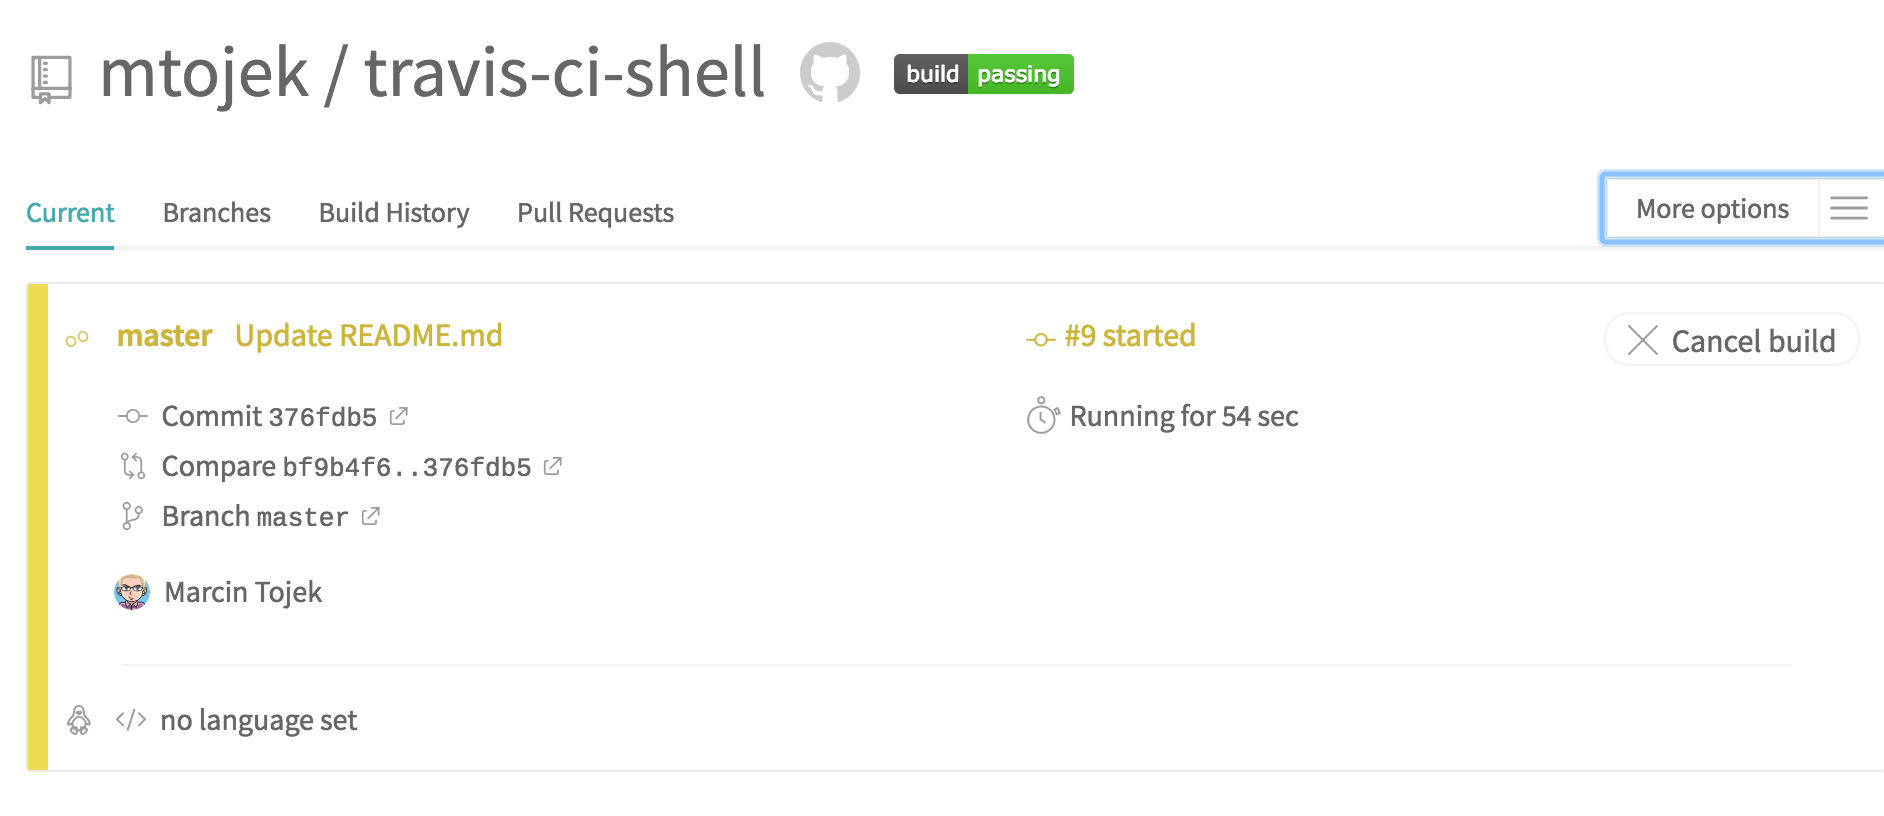 mtojek / travis-ci-shell build passing
Current Branches Build History Pull Requests More options
master Update README.md #9 started Cancel build
Commit 376fdb5 Running for 54 sec
Compare bf9b4f6..376fdb5
Branch master
Marcin Tojek
</> no language set